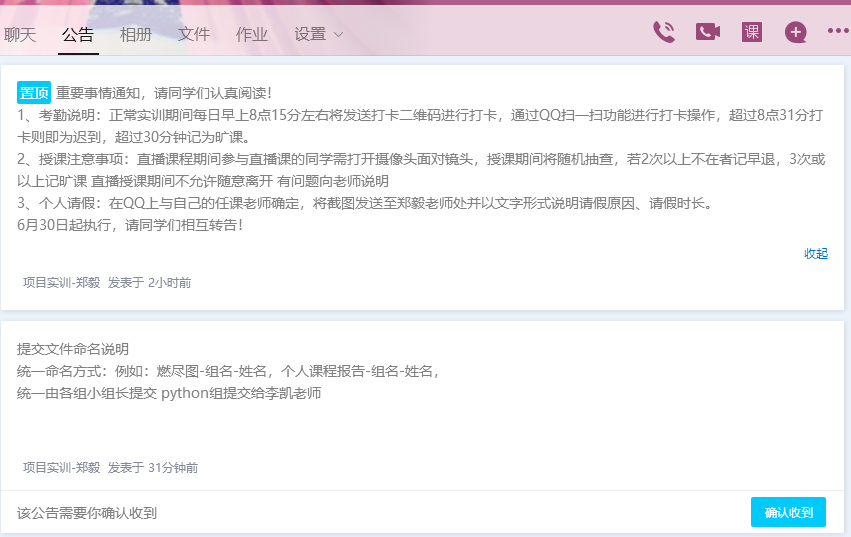 聊天 公告 相册 文件 作业 设置 课
置顶 重要事情通知，请同学们认真阅读！
1、考勤说明：正常实训期间每日早上8点15分左右将发送打卡二维码进行打卡，通过QQ扫一扫功能进行打卡操作，超过8点31分打
卡则即为迟到，超过30分钟记为旷课。
2、授课注意事项：直播课程期间参与直播课的同学需打开摄像头面对镜头，授课期间将随机抽查，若2次以上不在者记早退，3次或
以上记旷课 直播授课期间不允许随意离开 有问题向老师说明
3、个人请假：在QQ上与自己的任课老师确定，将截图发送至郑毅老师处并以文字形式说明请假原因、请假时长。
6月30日起执行，请同学们相互转告！
收起
项目实训-郑毅 发表于 2小时前
提交文件命名说明
统一命名方式：例如：燃尽图-组名-姓名，个人课程报告-组名-姓名，
统一由各组小组长提交 python组提交给李凯老师
项目实训-郑毅 发表于 31分钟前
该公告需要你确认收到
确认收到